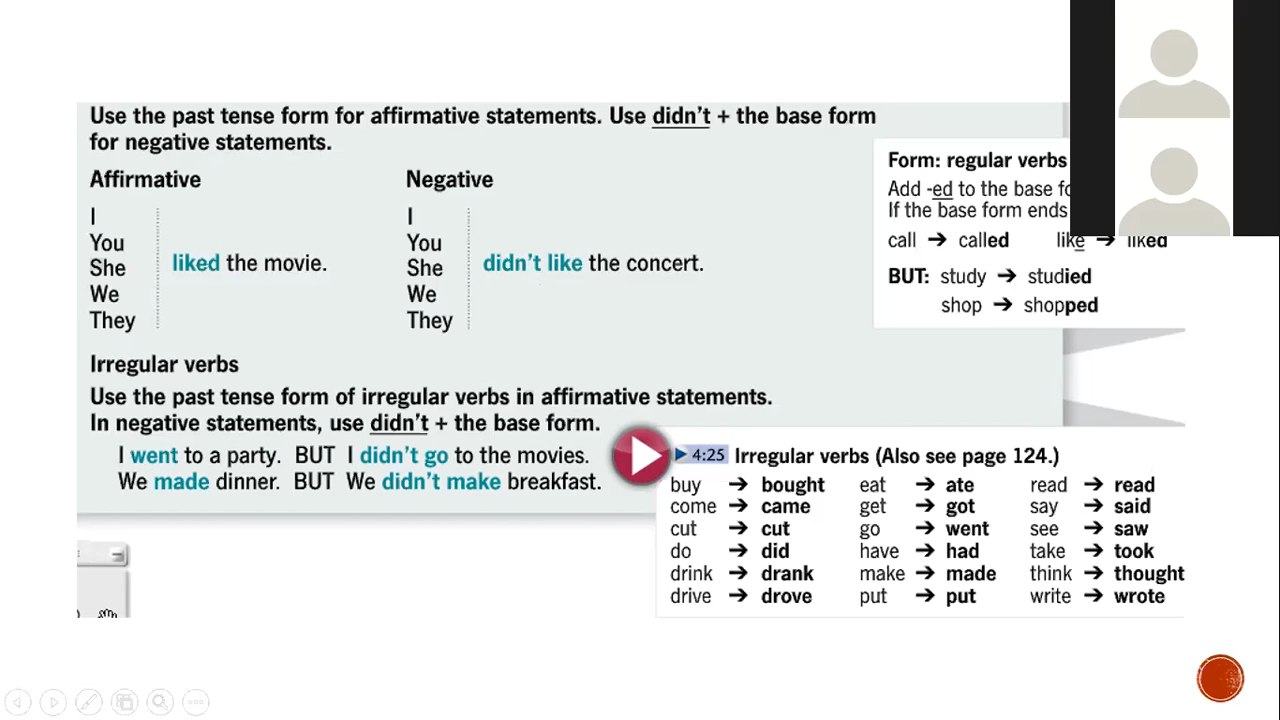 Use the past tense form for affirmative statements. Use didn't + the base form
for negative statements.
Affirmative
I
You
She
We
They
liked the movie.
Negative
I
You
She
We
They
didn't like the concert.
Form: regular verbs
Add -ed to the base
If the base form ends
call → called like → liked
BUT: study → studied
shop → shopped
Irregular verbs
Use the past tense form of irregular verbs in affirmative statements.
In negative statements, use didn't + the base form.
I went to a party. BUT I didn't go to the movies.
We made dinner. BUT We didn't make breakfast.
4:25 Irregular verbs (Also see page 124.)
buy → bought eat → ate read → read
come → came get → got say → said
cut → cut go → went see → saw
do → did have → had take → took
drink → drank make → made think → thought
drive → drove put → put write → wrote